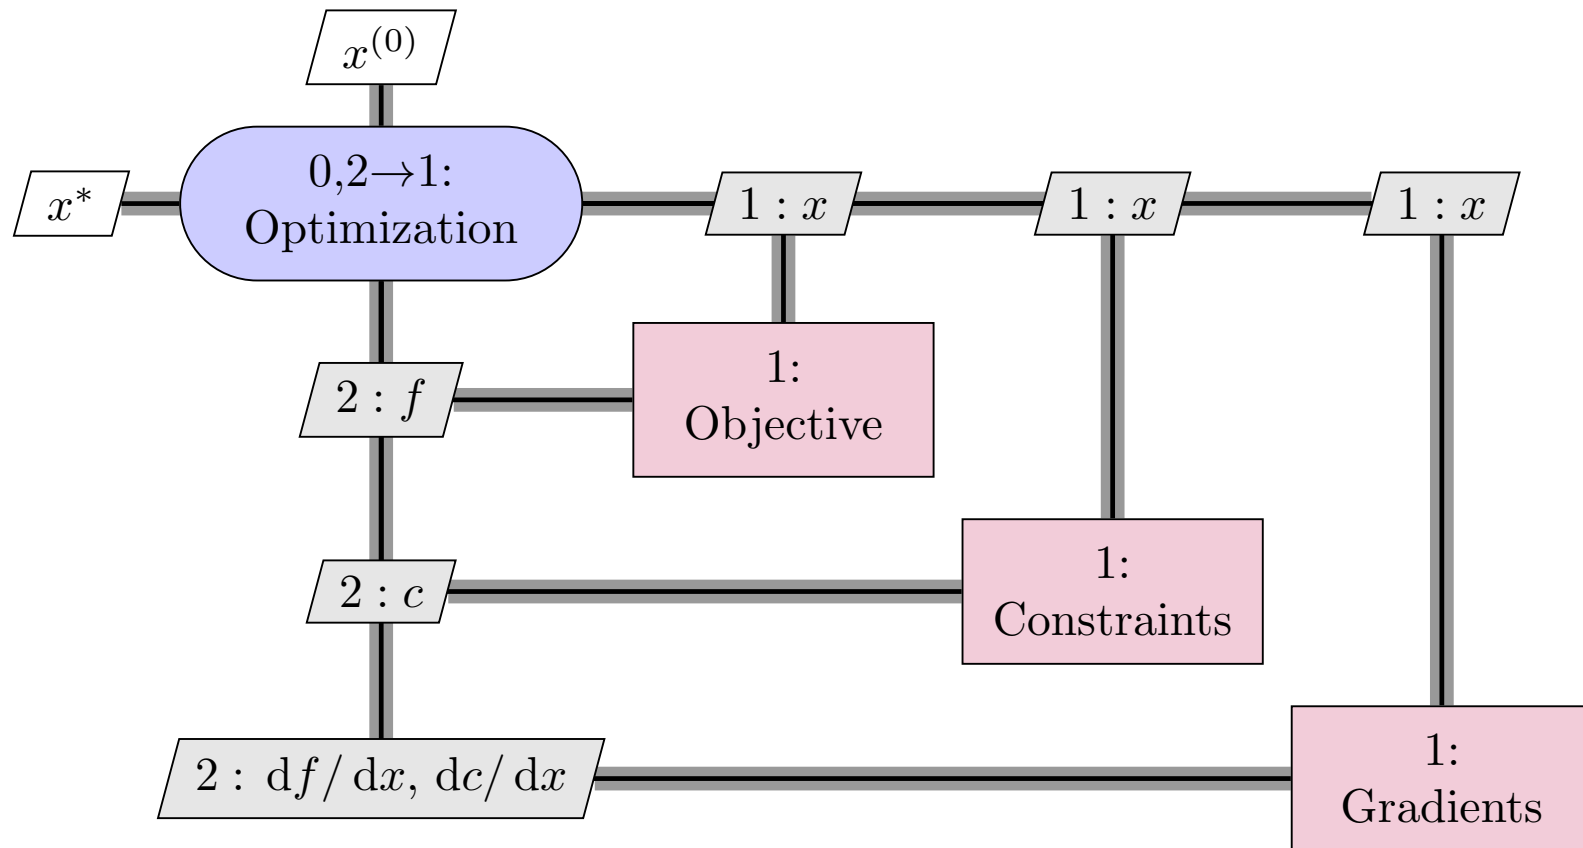 x^{(0)}
0,2→1:
Optimization
x^*
1 : x
1 : x
1 : x
1:
Objective
2 : f
1:
Constraints
2 : c
1:
Gradients
2 : df/ dx, dc/ dx